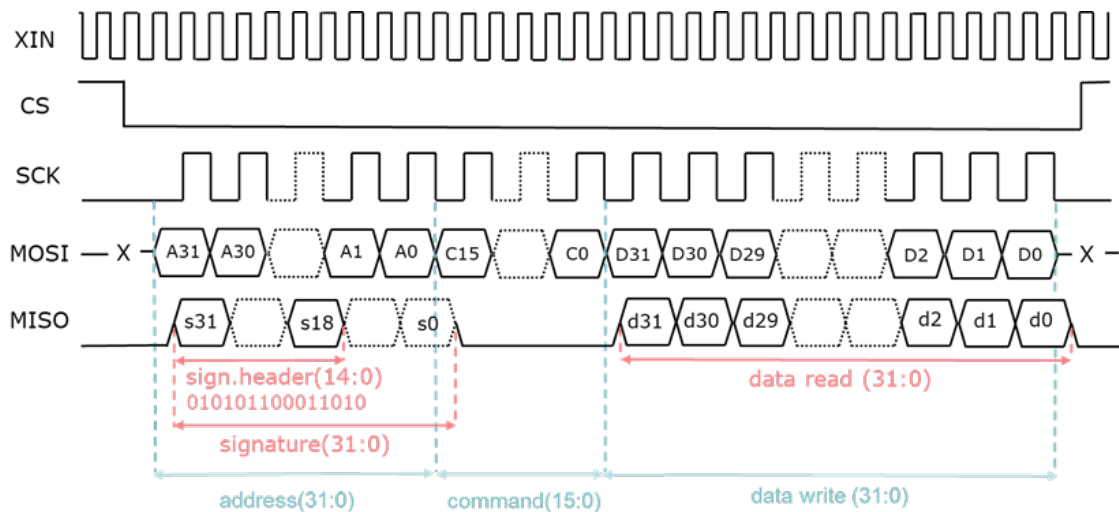 XIN
CS
SCK
MOSI X A31 A30 A1 A0 C15 C0 D31 D30 D29 D2 D1 D0 X
MISO s31 s18 s0 d31 d30 d29 d2 d1 d0
sign.header(14:0) data read (31:0)
010101100011010
signature(31:0)
address(31:0) command(15:0) data write (31:0)